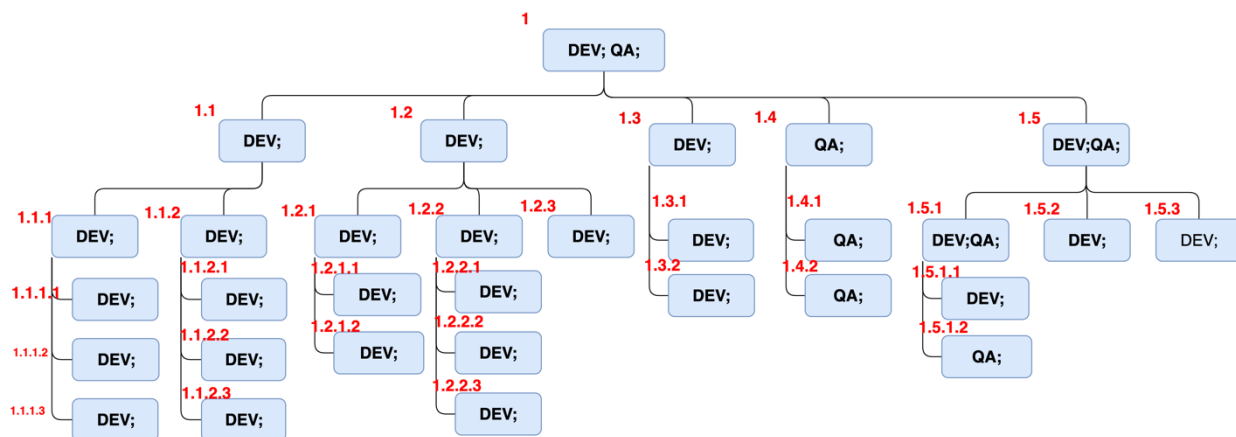 1
DEV; QA;
1.1
DEV;
1.2
DEV;
1.3
DEV;
1.4
QA;
1.5
DEV;QA;
1.1.1
DEV;
1.1.2
DEV;
1.2.1
DEV;
1.2.2
DEV;
1.2.3
DEV;
1.3.1
DEV;
1.3.2
DEV;
1.4.1
QA;
1.4.2
QA;
1.5.1
DEV;QA;
1.5.2
DEV;
1.5.3
DEV;
1.1.1.1
DEV;
1.1.1.2
DEV;
1.1.1.3
DEV;
1.1.2.1
DEV;
1.1.2.2
DEV;
1.1.2.3
DEV;
1.2.1.1
DEV;
1.2.1.2
DEV;
1.2.2.1
DEV;
1.2.2.2
DEV;
1.2.2.3
DEV;
1.5.1.1
DEV;
1.5.1.2
QA;